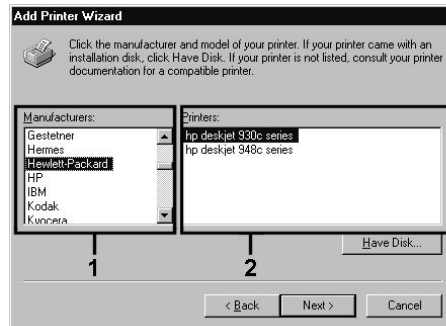 Add Printer Wizard
Click the manufacturer and model of your printer. If your printer came with an
installation disk, click Have Disk. If your printer is not listed, consult your printer
documentation for a compatible printer.
Manufacturers:
Gestetner
Hermes
Hewlett-Packard
HP
IBM
Kodak
Kyocera
Printers:
hp deskjet 930c series
hp deskjet 948c series
1
2
Have Disk...
< Back
Next >
Cancel